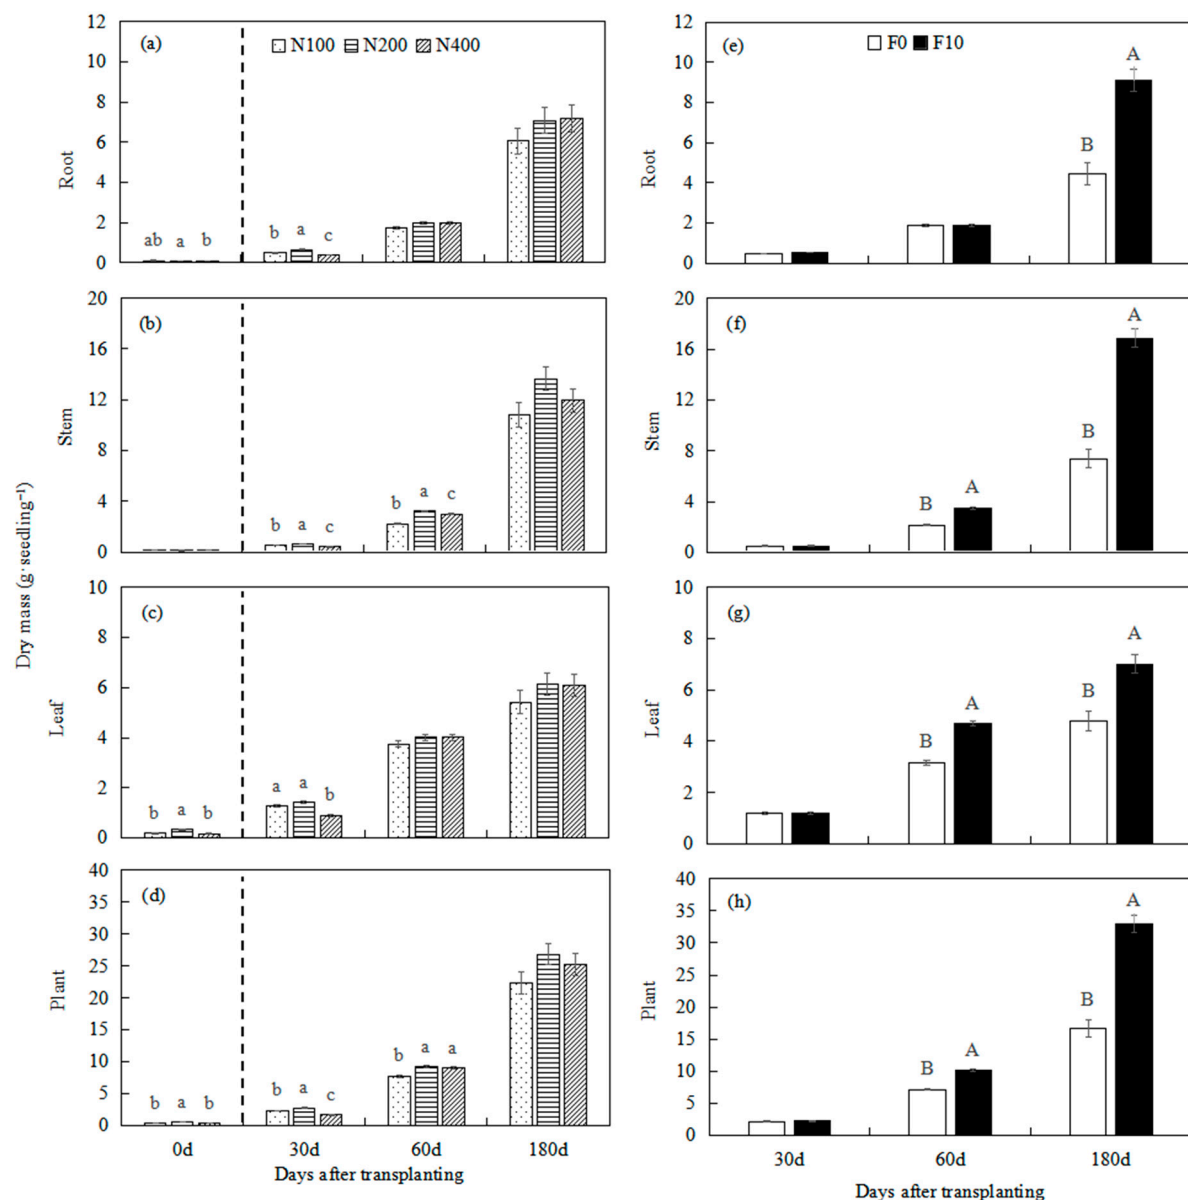 Dry mass (g·seedling⁻¹)
(a)
N100 N200 N400
Root
12
10
8
6
4
2
0
ab a b
b a c
(b)
Stem
20
16
12
8
4
0
b a c
b a c
(c)
Leaf
10
8
6
4
2
0
b a b
a a b
(d)
Plant
40
35
30
25
20
15
10
5
0
b a b
b a c
b a a
0d 30d 60d 180d
Days after transplanting
(e)
F0 F10
Root
12
10
8
6
4
2
0
B A
(f)
Stem
20
16
12
8
4
0
B A
B A
(g)
Leaf
10
8
6
4
2
0
B A
B A
(h)
Plant
40
35
30
25
20
15
10
5
0
B A
B A
30d 60d 180d
Days after transplanting